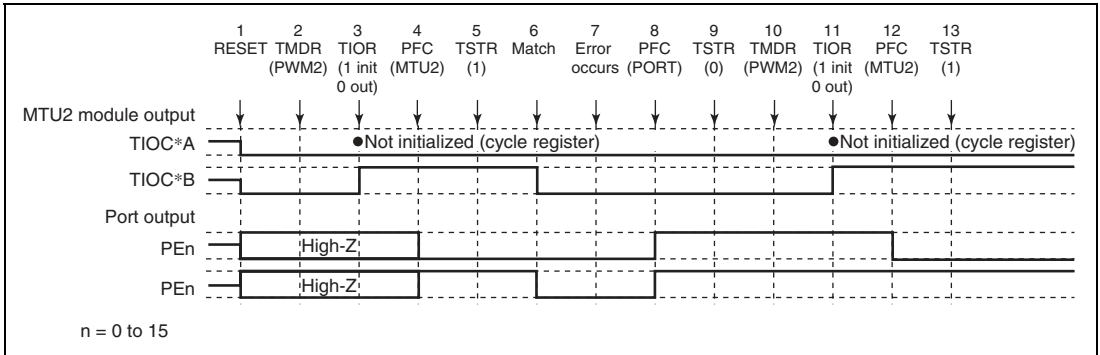 1 2 3 4 5 6 7 8 9 10 11 12 13
RESET TMDR TIOR PFC TSTR Match Error PFC TSTR TMDR TIOR PFC TSTR
(PWM2) (1 init (MTU2) (1) occurs (PORT) (0) (PWM2) (1 init (MTU2) (1)
0 out) 0 out)
MTU2 module output
TIOC*A ●Not initialized (cycle register) ●Not initialized (cycle register)
TIOC*B
Port output
PEn High-Z
PEn High-Z
n = 0 to 15